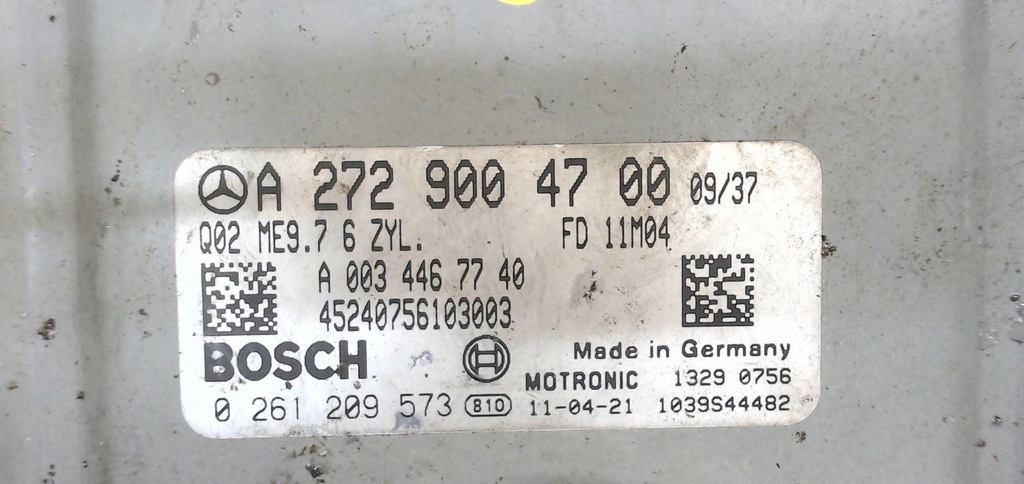 A 272 900 47 00 09/37
Q02 ME9.7 6 ZYL. FD 11M04
A 003 446 77 40
45240756103003
BOSCH Made in Germany
MOTRONIC 1329 0756
0 261 209 573 810 11-04-21 1039S44482